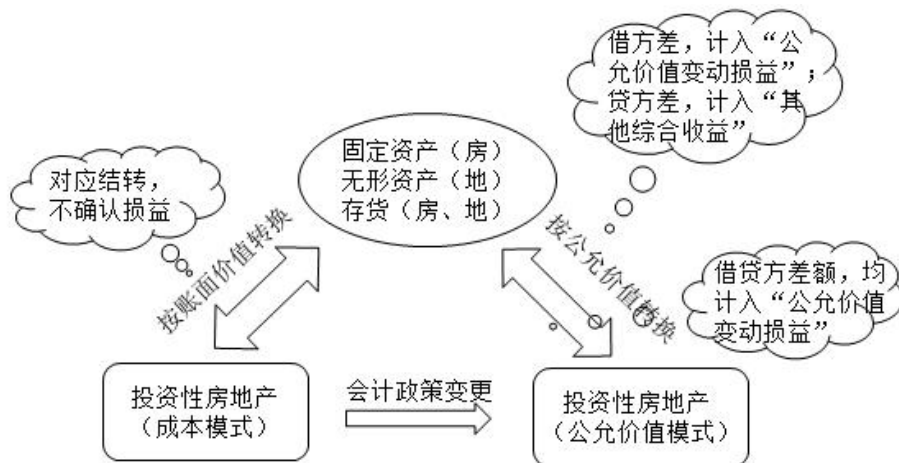 借方差，计入“公
允价值变动损益”；
贷方差，计入“其
他综合收益”
固定资产（房）
无形资产（地）
存货（房、地）
对应结转，
不确认损益
按账面价值转换
按公允价值转换
借贷方差额，均
计入“公允价值
变动损益”
投资性房地产
（成本模式）
会计政策变更
投资性房地产
（公允价值模式）